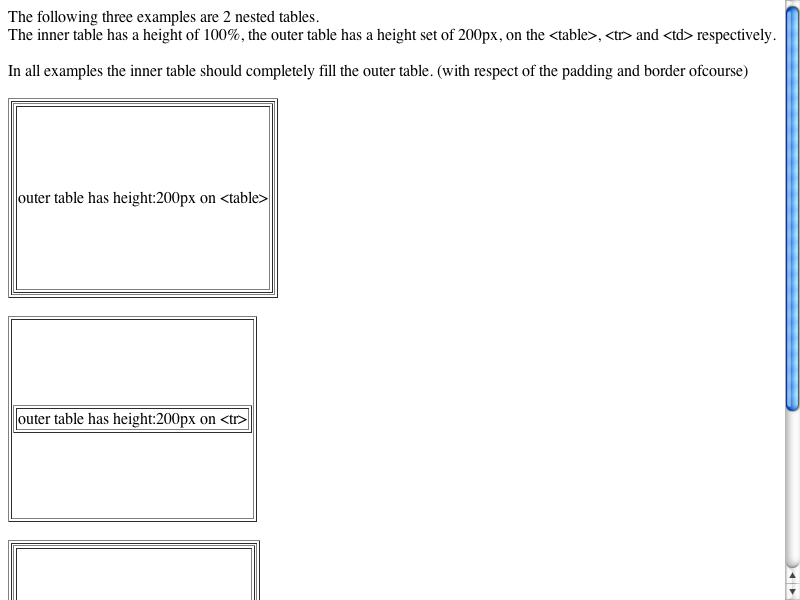 The following three examples are 2 nested tables.
The inner table has a height of 100%, the outer table has a height set of 200px, on the <table>, <tr> and <td> respectively.
In all examples the inner table should completely fill the outer table. (with respect of the padding and border ofcourse)
outer table has height:200px on <table>
outer table has height:200px on <tr>